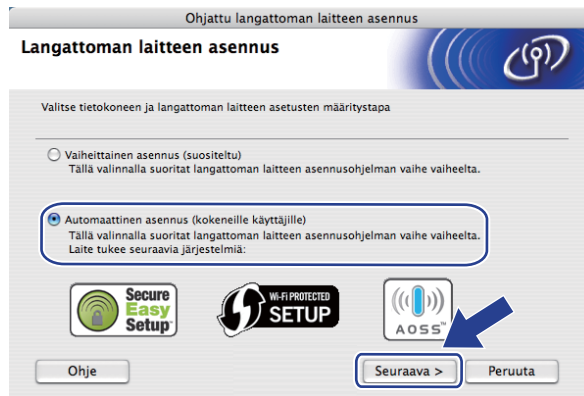 Ohjattu langattoman laitteen asennus
Langattoman laitteen asennus
Valitse tietokoneen ja langattoman laitteen asetusten määritystapa
Vaiheittainen asennus (suositeltu)
Tällä valinnalla suoritat langattoman laitteen asennusohjelman vaihe vaiheelta.
Automaattinen asennus (kokeneille käyttäjille)
Tällä valinnalla suoritat langattoman laitteen asennusohjelman vaihe vaiheelta.
Laite tukee seuraavia järjestelmiä:
Secure
Easy
Setup™
Wi-Fi PROTECTED
SETUP
AOSS™
Ohje
Seuraava >
Peruuta